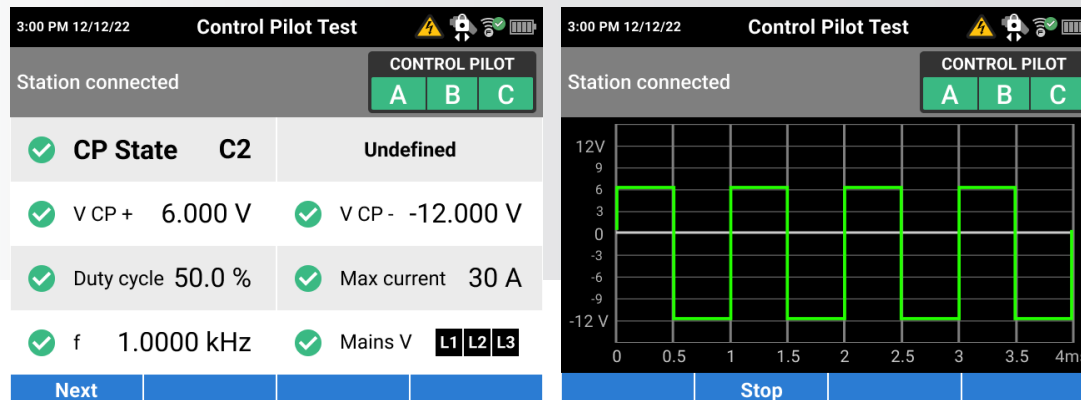 3:00 PM 12/12/22 Control Pilot Test
Station connected
CONTROL PILOT
A B C
CP State C2 Undefined
V CP + 6.000 V V CP - -12.000 V
Duty cycle 50.0 % Max current 30 A
f 1.0000 kHz Mains V L1 L2 L3
Next
3:00 PM 12/12/22 Control Pilot Test
Station connected
CONTROL PILOT
A B C
12V
9
6
3
0
-3
-6
-9
-12 V
0 0.5 1 1.5 2 2.5 3 3.5 4m
Stop